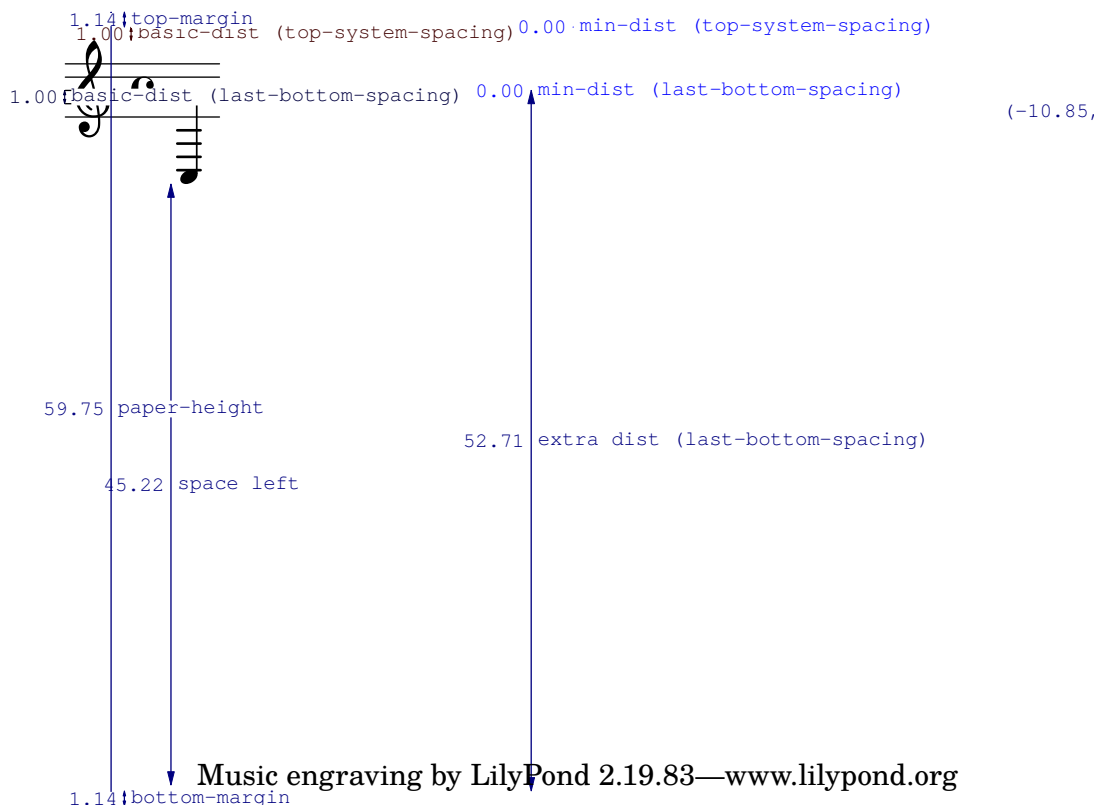 1.14 top-margin
1.00 basic-dist (top-system-spacing) 0.00 min-dist (top-system-spacing)
1.00 basic-dist (last-bottom-spacing) 0.00 min-dist (last-bottom-spacing)
(-10.85,
59.75 paper-height
52.71 extra dist (last-bottom-spacing)
45.22 space left
Music engraving by LilyPond 2.19.83—www.lilypond.org
1.14 bottom-margin